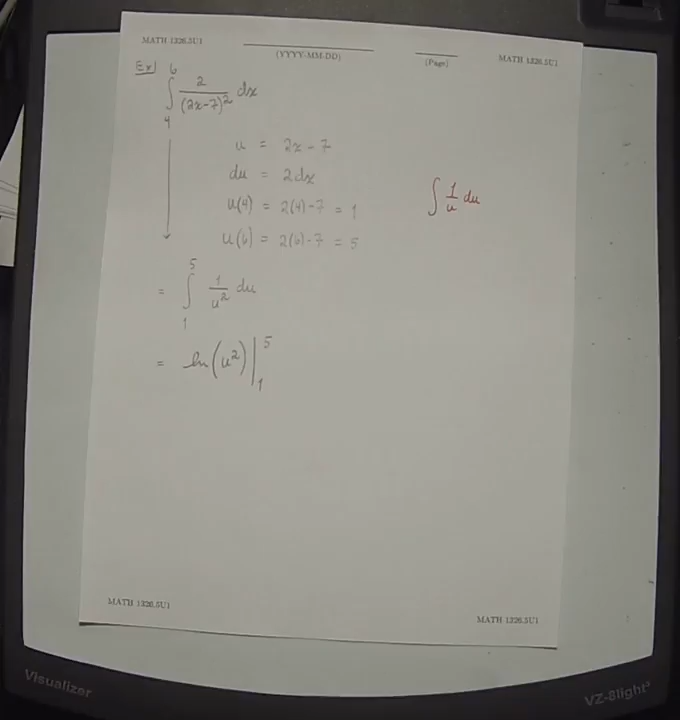 MATH 1326.5U1
(YYYY-MM-DD)
(Page)
MATH 1326.5U1
Ex)
∫₄⁶ 2/(2x-7)² dx
u = 2x - 7
du = 2dx
u(4) = 2(4)-7 = 1
∫ 1/u du
u(6) = 2(6)-7 = 5
= ∫₁⁵ 1/u² du
= ln(u²)|₁⁵
MATH 1326.5U1
MATH 1326.5U1
Visualizer
VZ-8light³